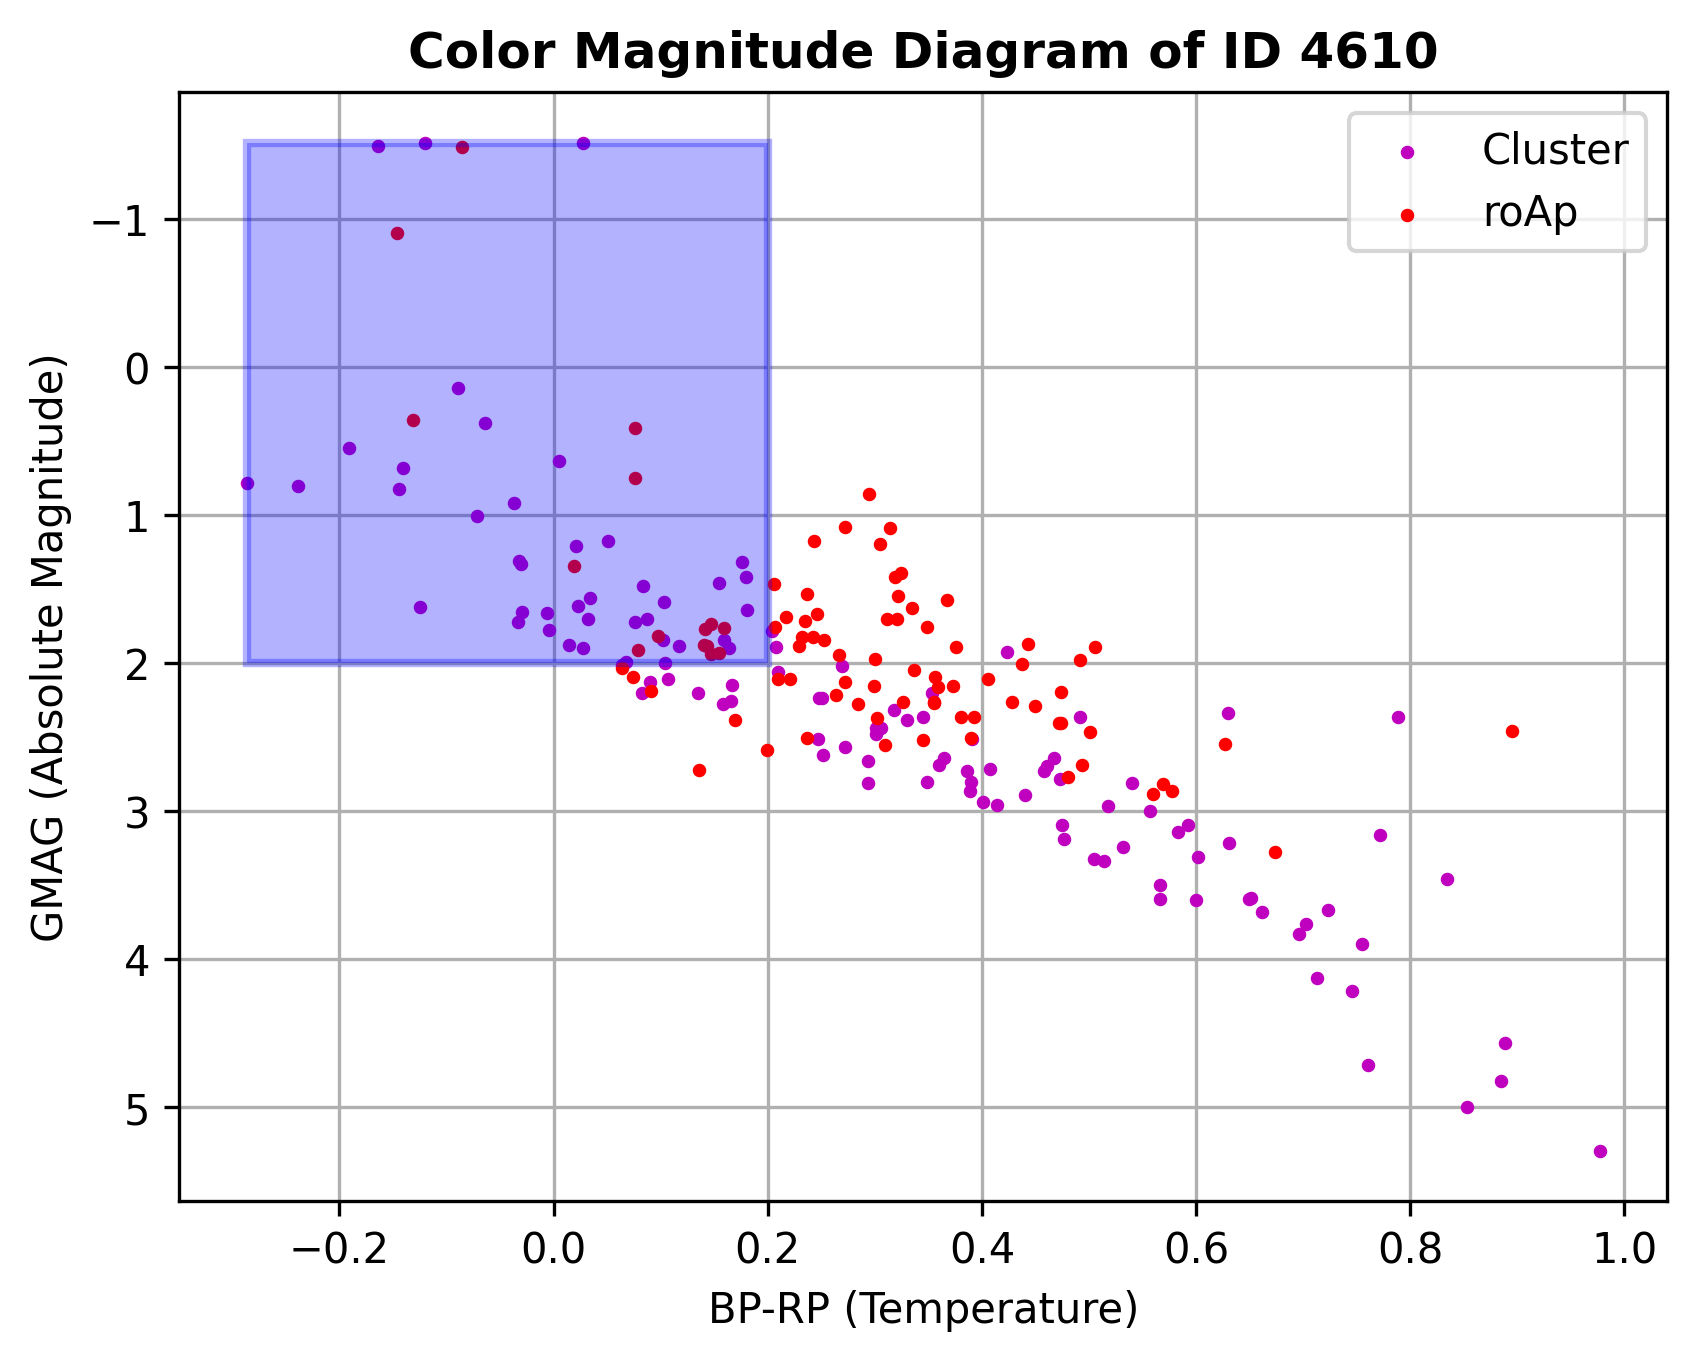 Color Magnitude Diagram of ID 4610
Cluster
roAp
−1
0
1
2
3
4
5
GMAG (Absolute Magnitude)
−0.2 0.0 0.2 0.4 0.6 0.8 1.0
BP-RP (Temperature)